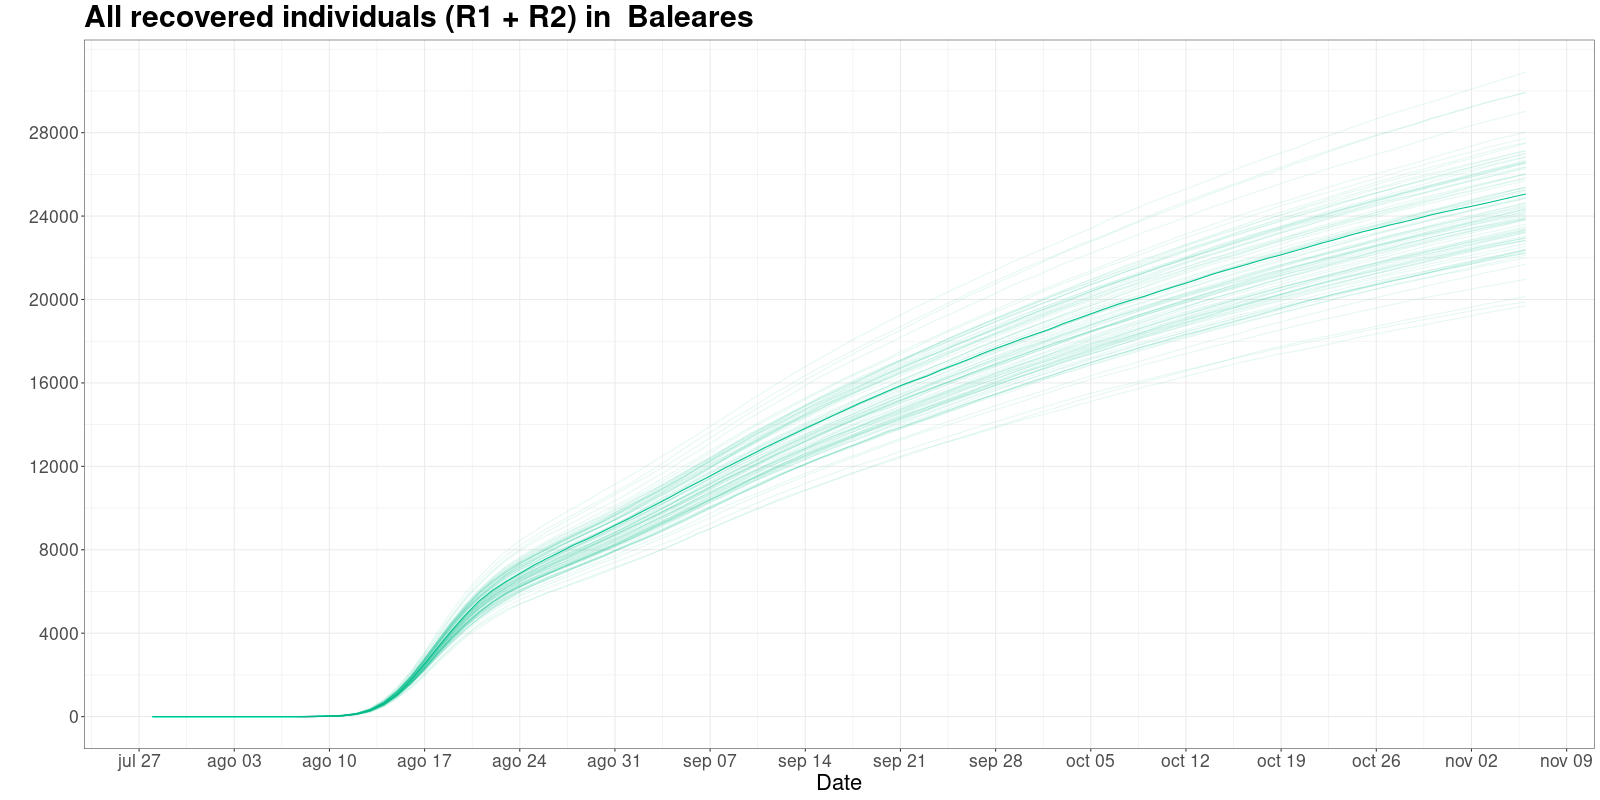 All recovered individuals (R1 + R2) in  Baleares
28000
24000
20000
16000
12000
8000
4000
0
jul 27 ago 03 ago 10 ago 17 ago 24 ago 31 sep 07 sep 14 sep 21 sep 28 oct 05 oct 12 oct 19 oct 26 nov 02 nov 09
Date